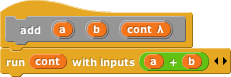 add a b cont λ
run cont with inputs a + b